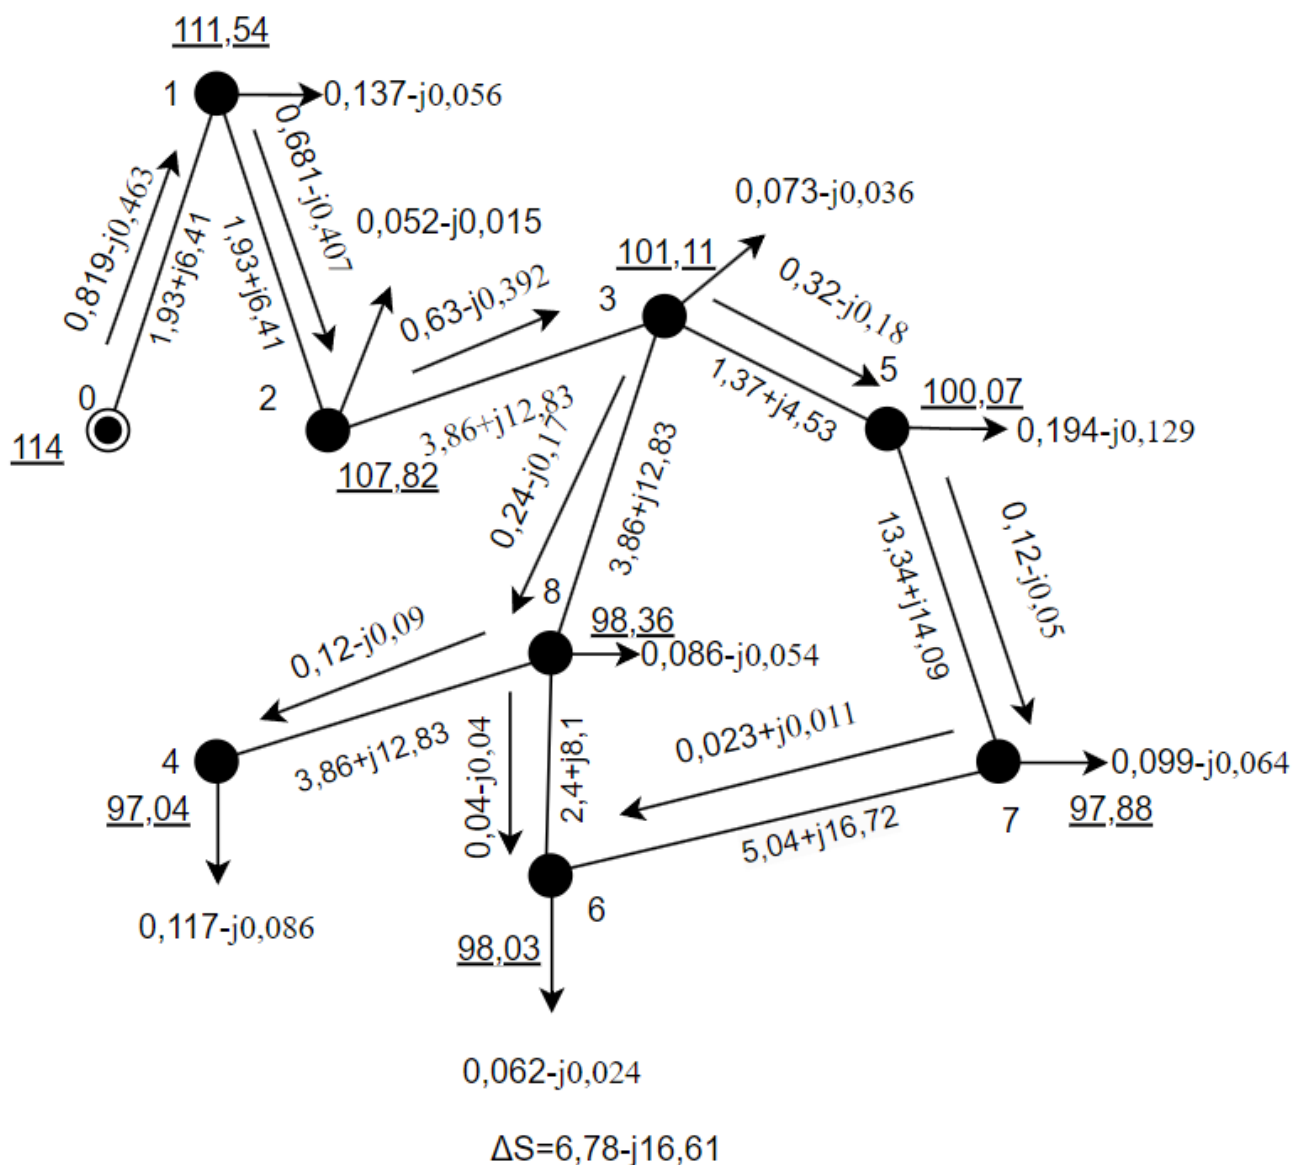 111,54
1
0,137-j0,056
0,681-j0,407
0,819-j0,463
1,93+j6,41
1,93+j6,41
0,073-j0,036
0,052-j0,015
101,11
3
0,32-j0,18
0,63-j0,392
5
1,37+j4,53
100,07
0
2
114
3,86+j12,83
0,194-j0,129
107,82
0,24-j0,17
3,86+j12,83
13,34+j14,09
0,12-j0,05
8
98,36
0,086-j0,054
0,12-j0,09
3,86+j12,83
4
97,04
0,04-j0,04
2,4+j8,1
0,023+j0,011
5,04+j16,72
0,099-j0,064
7
97,88
6
98,03
0,117-j0,086
0,062-j0,024
ΔS=6,78-j16,61